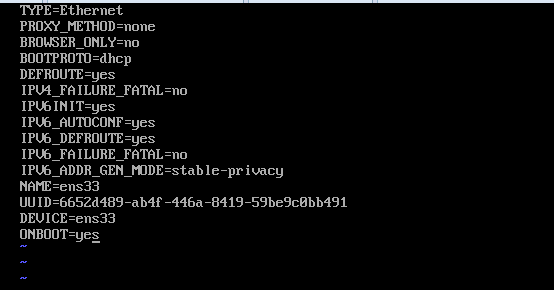 TYPE=Ethernet
PROXY_METHOD=none
BROWSER_ONLY=no
BOOTPROTO=dhcp
DEFROUTE=yes
IPV4_FAILURE_FATAL=no
IPV6INIT=yes
IPV6_AUTOCONF=yes
IPV6_DEFROUTE=yes
IPV6_FAILURE_FATAL=no
IPV6_ADDR_GEN_MODE=stable-privacy
NAME=ens33
UUID=6652d489-ab4f-446a-8419-59be9c0bb491
DEVICE=ens33
ONBOOT=yes
~
~
~